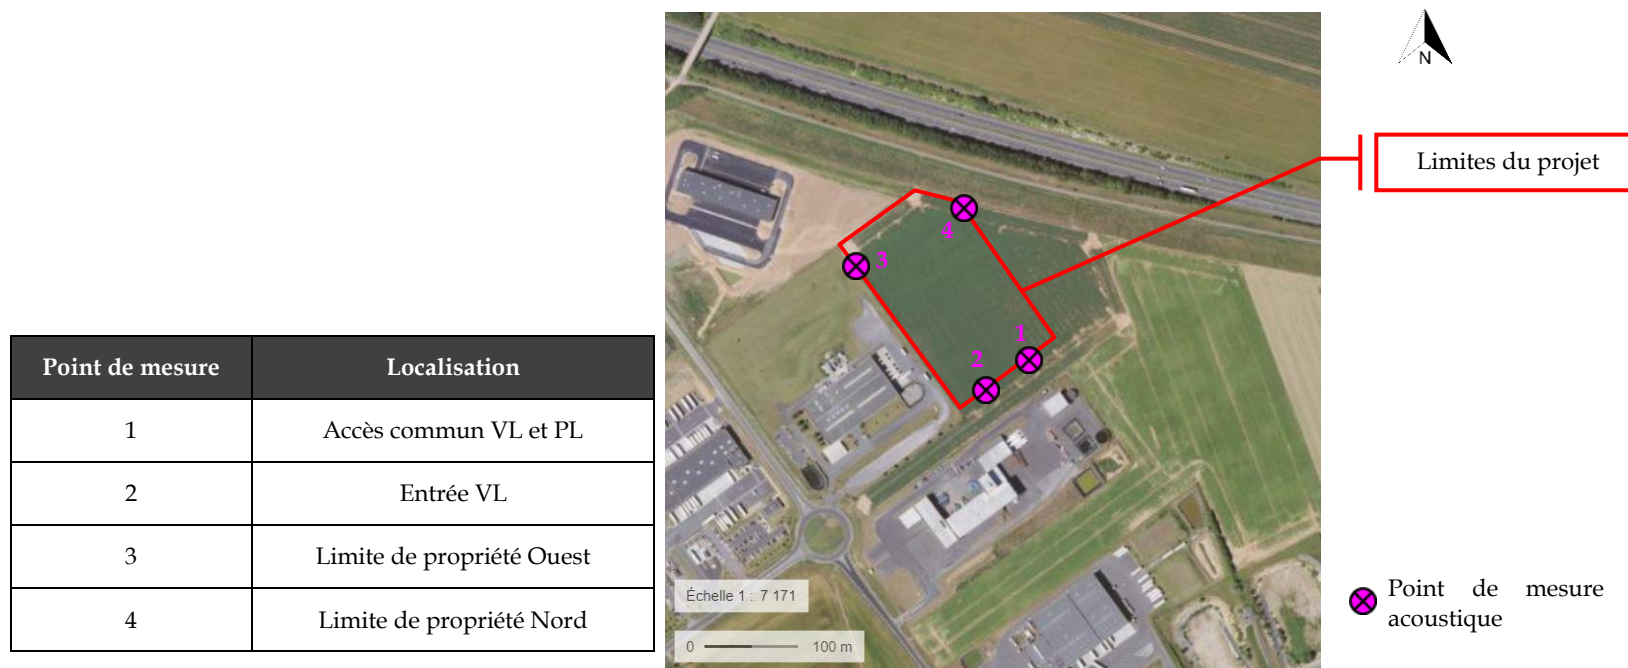 N
Limites du projet
4
3
1
2
Point de mesure Localisation
1 Accès commun VL et PL
2 Entrée VL
3 Limite de propriété Ouest
4 Limite de propriété Nord
Échelle 1 : 7 171
0 100 m
Point de mesure
acoustique